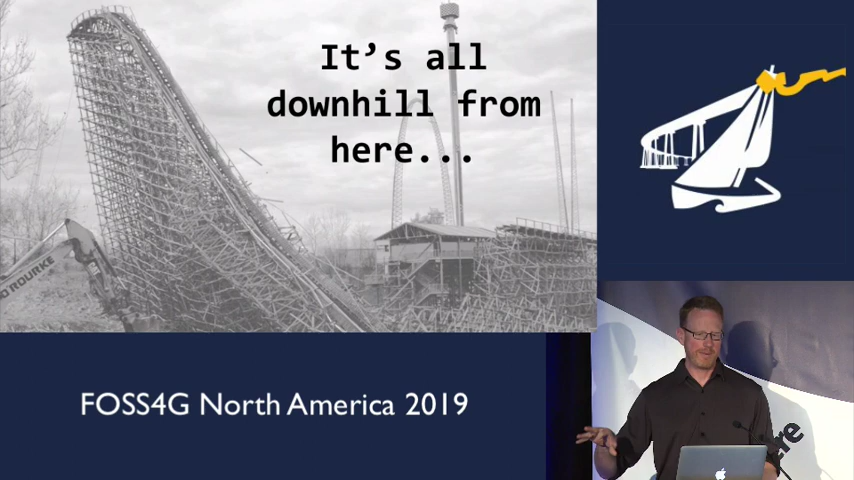 It's all
downhill from
here...
O'ROURKE
FOSS4G North America 2019